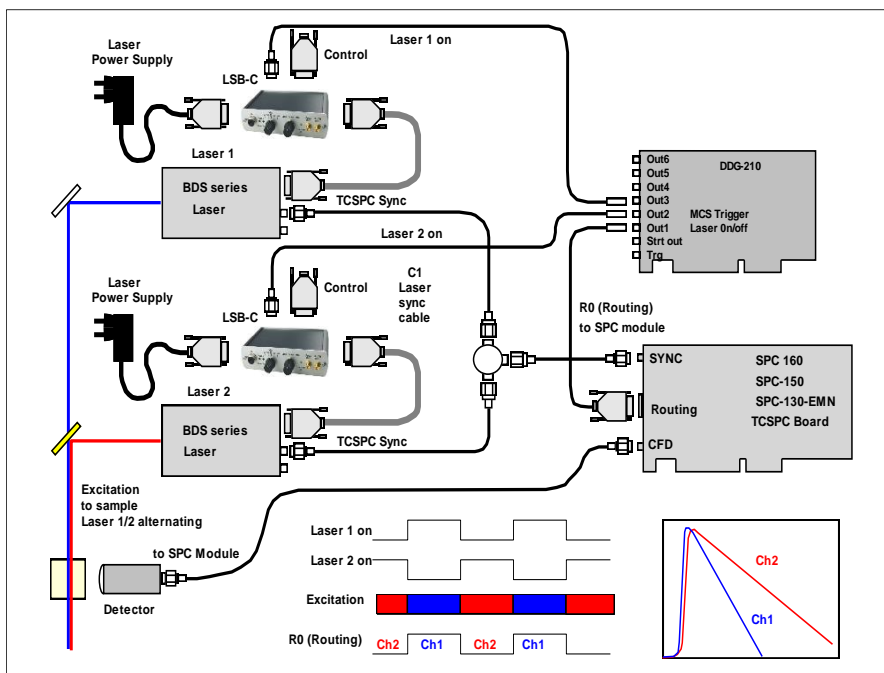 Laser
Power Supply
LSB-C
Control
Laser 1 on
Laser 1
BDS series
Laser
TCSPC Sync
Laser 2 on
Out6
Out5
Out4
Out3
Out2
Out1
Strt out
Trg
DDG-210
MCS Trigger
Laser 0n/off
Laser
Power Supply
LSB-C
Control
C1
Laser
sync
cable
R0 (Routing)
to SPC module
Laser 2
BDS series
Laser
TCSPC Sync
SYNC
Routing
CFD
SPC 160
SPC-150
SPC-130-EMN
TCSPC Board
Excitation
to sample
Laser 1/2 alternating
to SPC Module
Detector
Laser 1 on
Laser 2 on
Excitation
R0 (Routing)
Ch2 Ch1 Ch2 Ch1
Ch2
Ch1